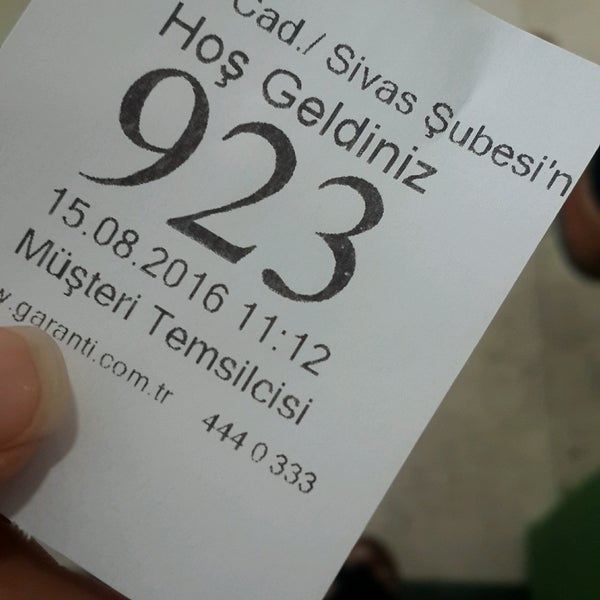 Cad./ Sivas Şubesi'n
Hoş Geldiniz
923
15.08.2016 11:12
Müşteri Temsilcisi
w.garanti.com.tr 444 0 333